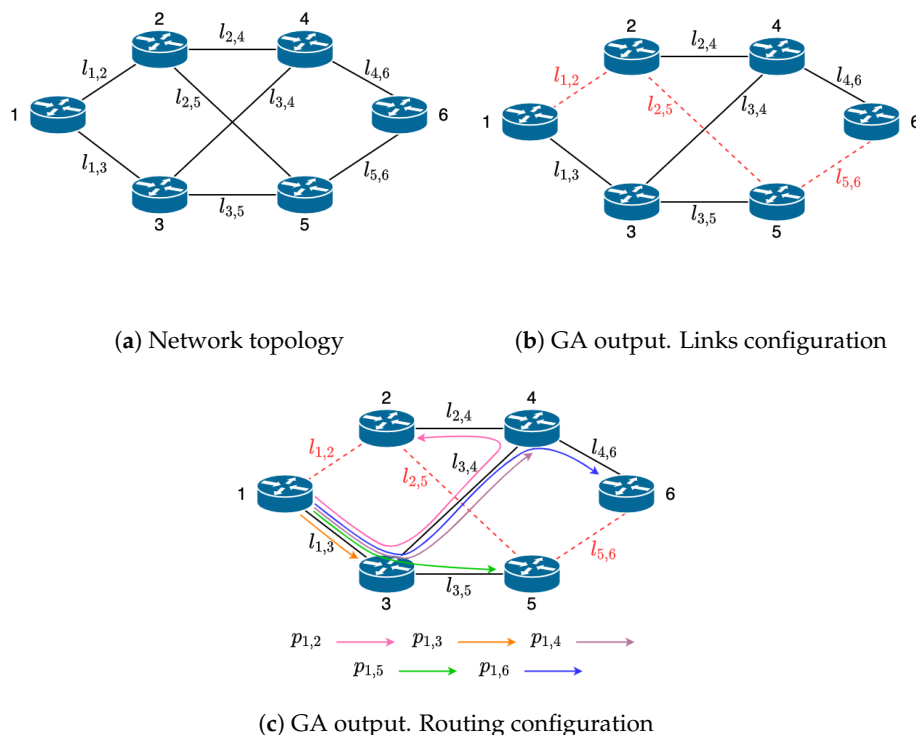 2 4 2 4
l1,2 l2,4 l4,6 l1,2 l2,4 l4,6
l2,5 l3,4 l2,5 l3,4
1 6 1 6
l1,3 l5,6 l1,3 l5,6
l3,5 l3,5
3 5 3 5
(a) Network topology (b) GA output. Links configuration
2 4
l2,4
l1,2 l3,4 l4,6
l2,5
1 6
l1,3 l5,6
l3,5
3 5
p1,2 p1,3 p1,4
p1,5 p1,6
(c) GA output. Routing configuration